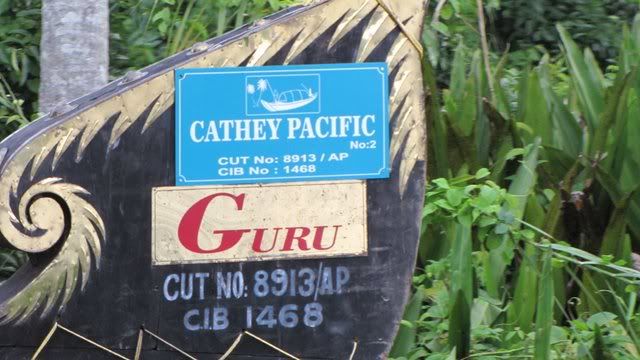 CATHEY PACIFIC
No:2
CUT No: 8913 / AP
CIB No : 1468
GURU
CUT NO: 8913/AP
C.I.B 1468